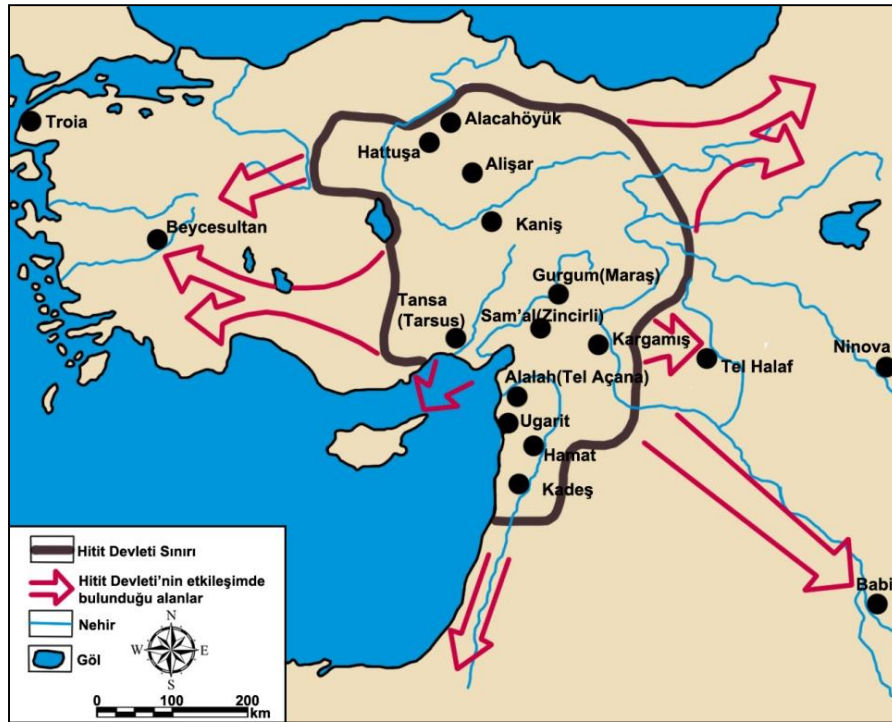 Troia
Alacahöyük
Hattuşa
Alişar
Kaniş
Beycesultan
Gurgum(Maraş)
Tansa
(Tarsus)
Sam'al(Zincirli)
Kargamış
Ninova
Tel Halaf
Alalah(Tel Açana)
Ugarit
Hamat
Kadeş
Babi
Hitit Devleti Sınırı
Hitit Devleti'nin etkileşimde
bulunduğu alanlar
Nehir
Göl
N
W E
S
0 100 200
km